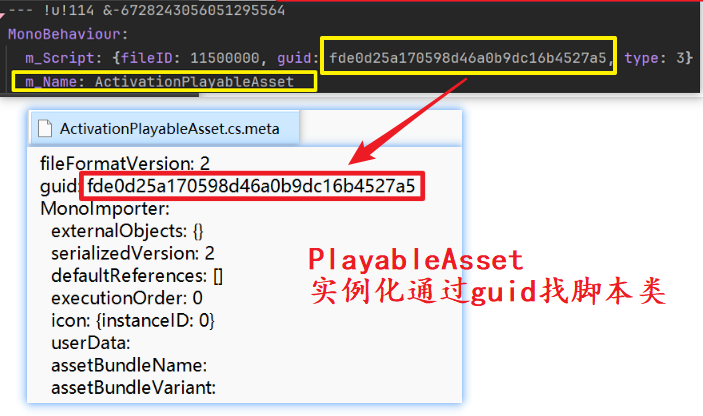 --- !u!114 &-6728243056051295564
MonoBehaviour:
m_Script: {fileID: 11500000, guid: fde0d25a170598d46a0b9dc16b4527a5, type: 3}
m_Name: ActivationPlayableAsset
ActivationPlayableAsset.cs.meta
fileFormatVersion: 2
guid: fde0d25a170598d46a0b9dc16b4527a5
MonoImporter:
externalObjects: {}
serializedVersion: 2
defaultReferences: []
executionOrder: 0
icon: {instanceID: 0}
userData:
assetBundleName:
assetBundleVariant:
PlayableAsset
实例化通过guid找脚本类